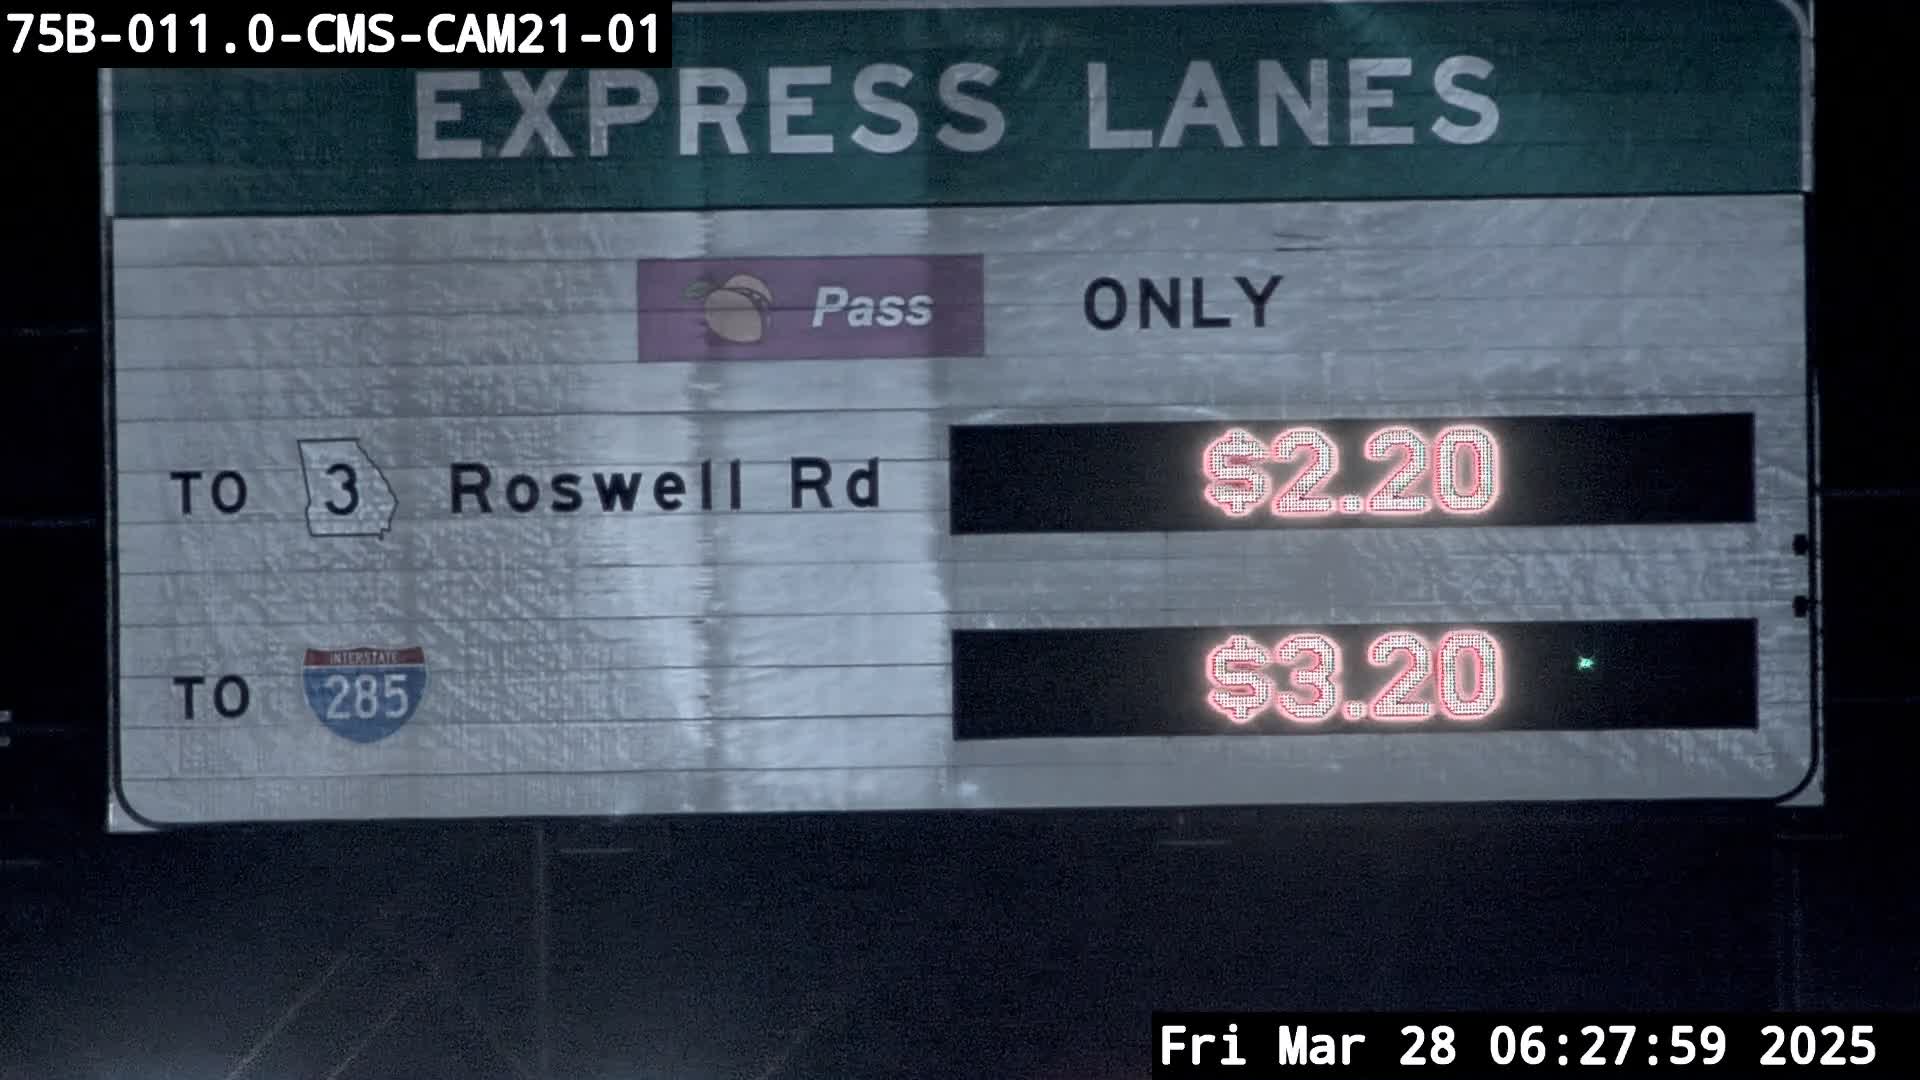 75B-011.0-CMS-CAM21-01
EXPRESS LANES
Pass ONLY
TO 3 Roswell Rd $2.20
TO INTERSTATE 285 $3.20
Fri Mar 28 06:27:59 2025